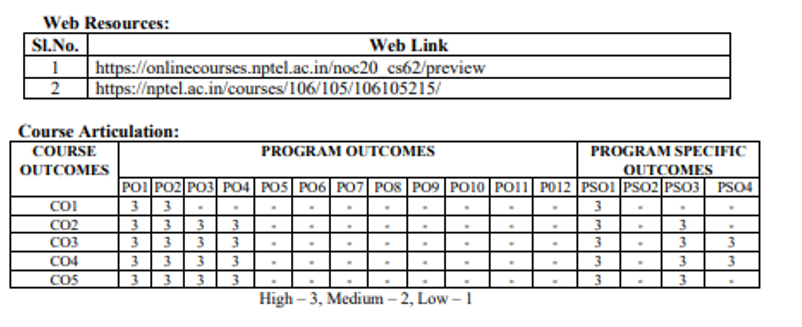 Web Resources:
Sl.No. Web Link
1 https://onlinecourses.nptel.ac.in/noc20_cs62/preview
2 https://nptel.ac.in/courses/106/105/106105215/
Course Articulation:
COURSE OUTCOMES PROGRAM OUTCOMES PROGRAM SPECIFIC OUTCOMES
PO1 PO2 PO3 PO4 PO5 PO6 PO7 PO8 PO9 PO10 PO11 P012 PSO1 PSO2 PSO3 PSO4
CO1 3 3 - - - - - - - - - - 3 - - -
CO2 3 3 3 3 - - - - - - - - 3 - 3 -
CO3 3 3 3 3 - - - - - - - - 3 - 3 3
CO4 3 3 3 3 - - - - - - - - 3 - 3 3
CO5 3 3 3 3 - - - - - - - - 3 - 3 -
High – 3, Medium – 2, Low – 1